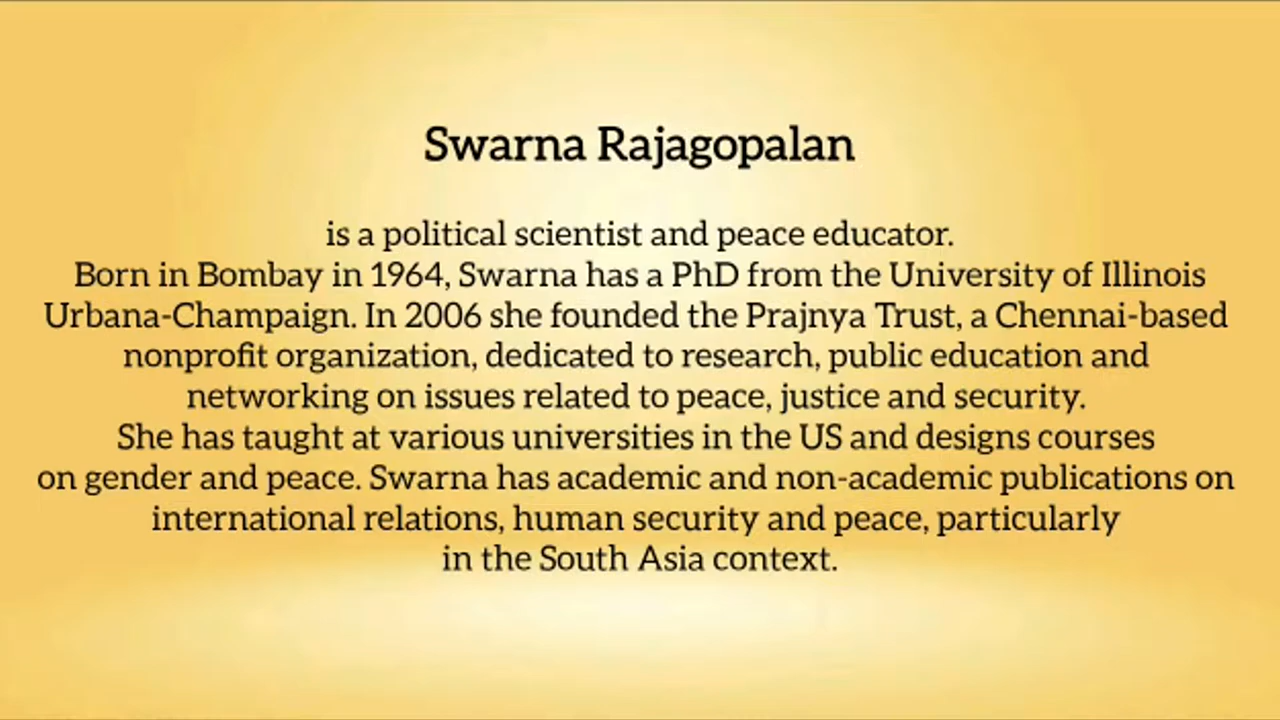 Swarna Rajagopalan
is a political scientist and peace educator.
Born in Bombay in 1964, Swarna has a PhD from the University of Illinois
Urbana-Champaign. In 2006 she founded the Prajnya Trust, a Chennai-based
nonprofit organization, dedicated to research, public education and
networking on issues related to peace, justice and security.
She has taught at various universities in the US and designs courses
on gender and peace. Swarna has academic and non-academic publications on
international relations, human security and peace, particularly
in the South Asia context.